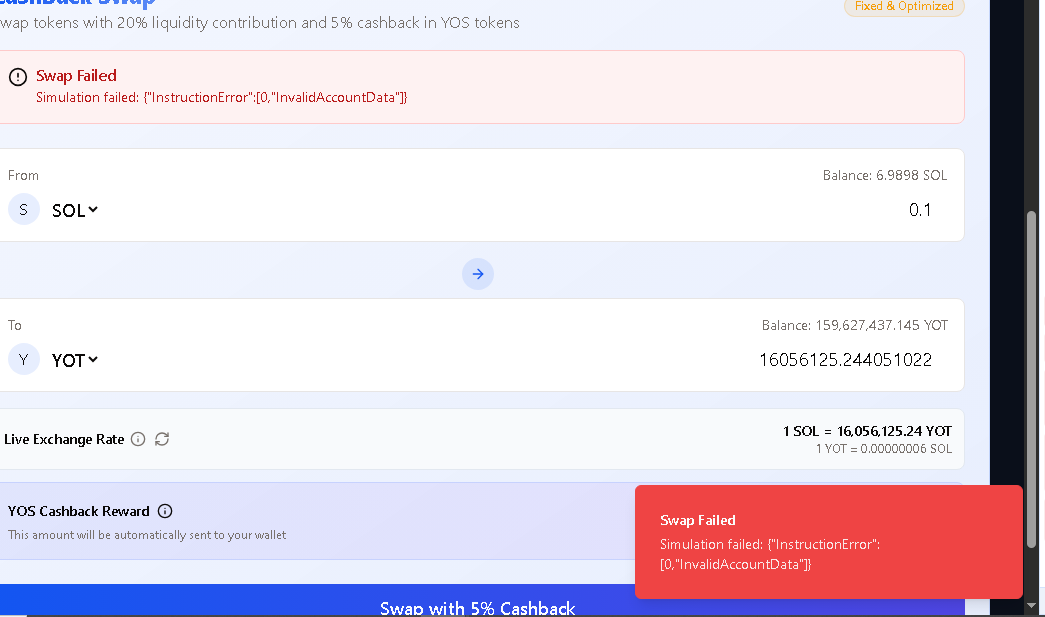 CashBack Swap
Fixed & Optimized
wap tokens with 20% liquidity contribution and 5% cashback in YOS tokens
Swap Failed
Simulation failed: {"InstructionError":[0,"InvalidAccountData"]}
From
Balance: 6.9898 SOL
S
SOL
0.1
To
Balance: 159,627,437.145 YOT
Y
YOT
16056125.244051022
Live Exchange Rate
1 SOL = 16,056,125.24 YOT
1 YOT = 0.00000006 SOL
YOS Cashback Reward
This amount will be automatically sent to your wallet
Swap Failed
Simulation failed: {"InstructionError":
[0,"InvalidAccountData"]}
Swap with 5% Cashback